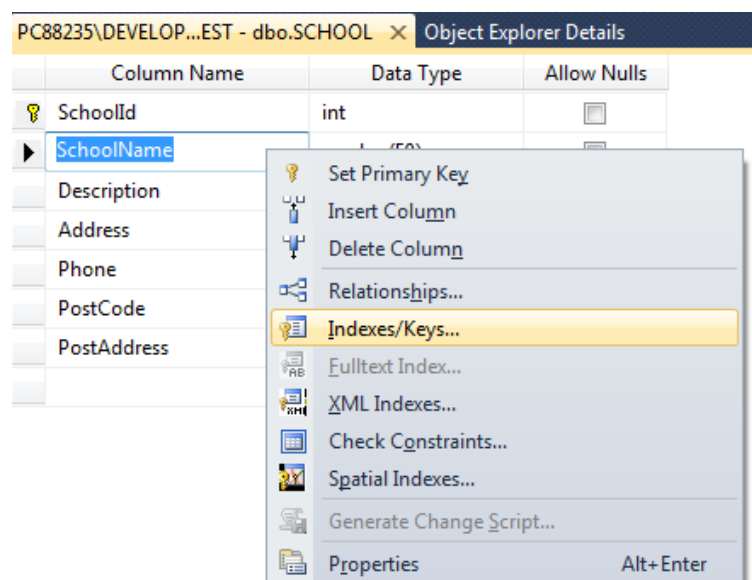 PC88235\DEVELOP...EST - dbo.SCHOOL Object Explorer Details
Column Name Data Type Allow Nulls
SchoolId int
SchoolName
Description
Address
Phone
PostCode
PostAddress
Set Primary Key
Insert Column
Delete Column
Relationships...
Indexes/Keys...
Fulltext Index...
XML Indexes...
Check Constraints...
Spatial Indexes...
Generate Change Script...
Properties Alt+Enter